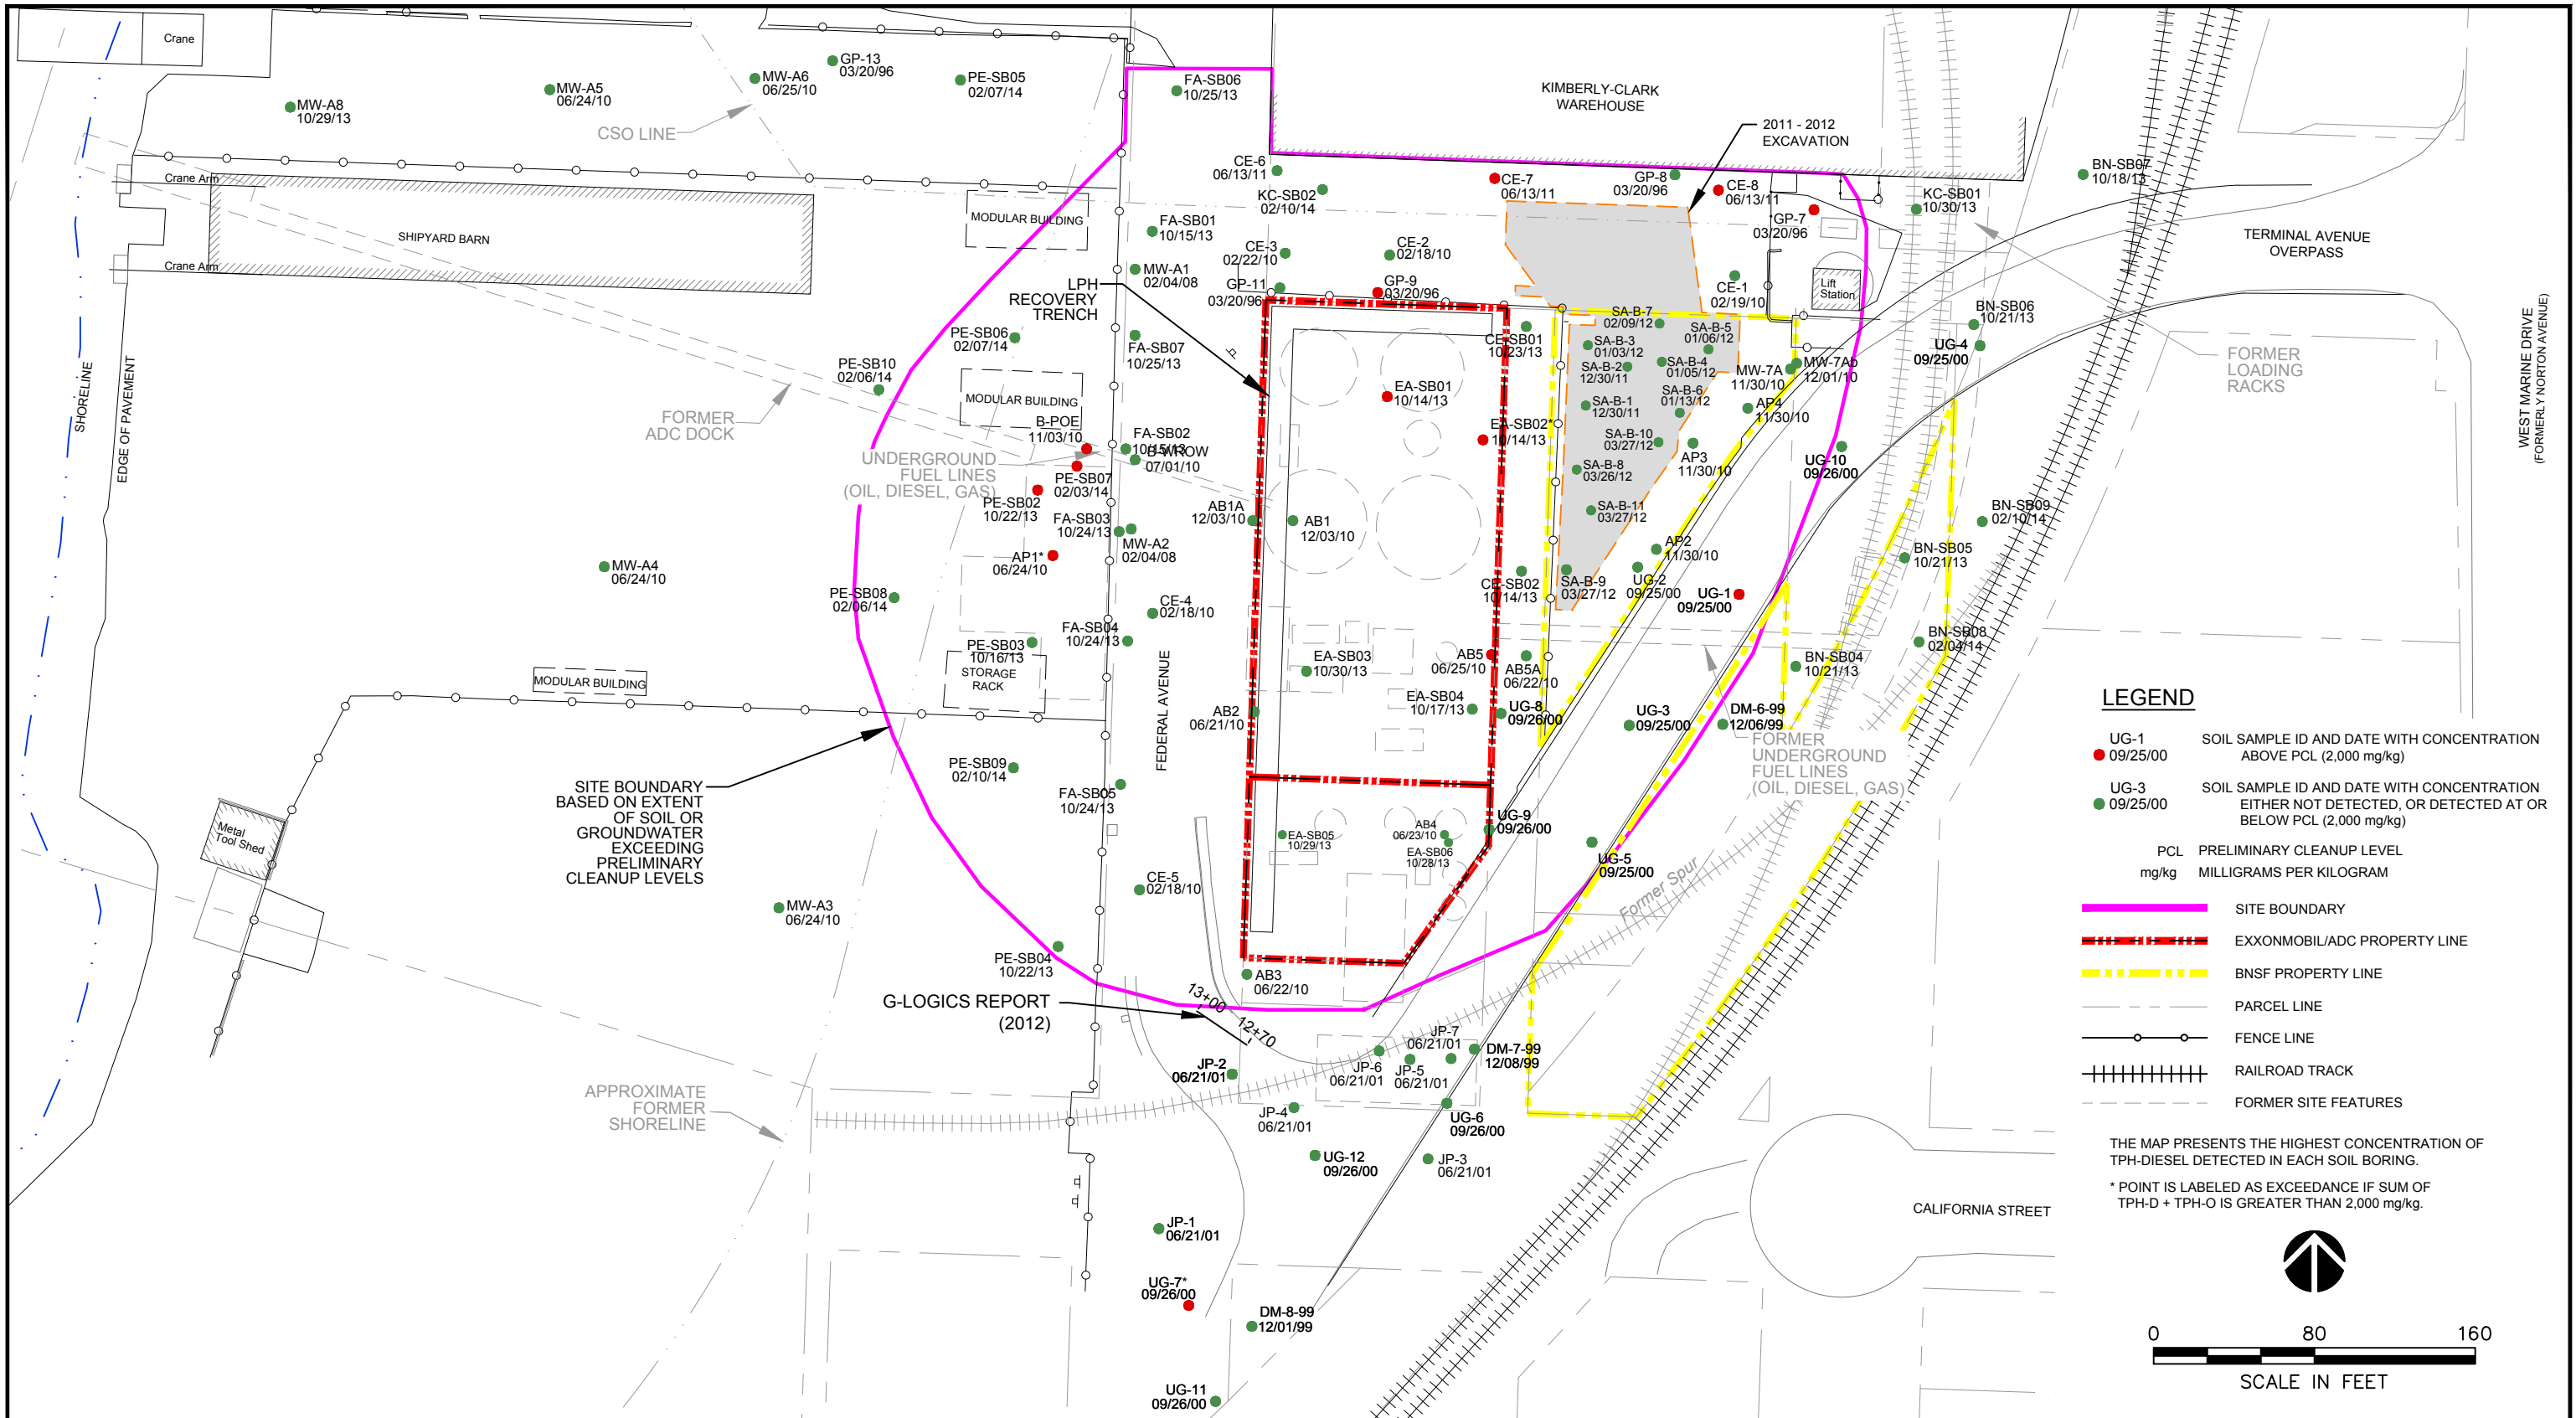 Crane
GP-13
03/20/96
MW-A6
06/25/10
PE-SB05
02/07/14
MW-A5
06/24/10
MW-A8
10/29/13
FA-SB06
10/25/13
CSO LINE
KIMBERLY-CLARK
WAREHOUSE
2011 - 2012
EXCAVATION
CE-6
06/13/11
KC-SB02
02/10/14
CE-7
06/13/11
GP-8
03/20/96
CE-8
06/13/11
GP-7
03/20/96
KC-SB01
10/30/13
BN-SB07
10/18/13
Crane Arm
SHIPYARD BARN
Crane Arm
MODULAR BUILDING
FA-SB01
10/15/13
CE-3
02/22/10
CE-2
02/18/10
TERMINAL AVENUE
OVERPASS
MW-A1
02/04/08
LPH
RECOVERY
TRENCH
GP-11
03/20/96
GP-9
03/20/96
CE-1
02/19/10
Lift
Station
BN-SB06
10/21/13
UG-4
09/25/00
FORMER
LOADING
RACKS
WEST MARINE DRIVE
(FORMERLY NORTON AVENUE)
PE-SB06
02/07/14
FA-SB07
10/25/13
CE-SB01
10/23/13
SA-B-7
02/09/12
SA-B-5
01/06/12
SA-B-3
01/03/12
SA-B-4
01/05/12
SA-B-2
12/30/11
MW-7A
11/30/10
MW-7Ab
12/01/10
PE-SB10
02/06/14
MODULAR BUILDING
EA-SB01
10/14/13
SA-B-6
01/13/12
SA-B-1
12/30/11
AP4
11/30/10
SHORELINE
EDGE OF PAVEMENT
FORMER
ADC DOCK
B-POE
11/03/10
FA-SB02
10/15/13
B-WROW
07/01/10
EA-SB02*
10/14/13
SA-B-10
03/27/12
AP3
11/30/10
UG-10
09/26/00
UNDERGROUND
FUEL LINES
(OIL, DIESEL, GAS)
PE-SB07
02/03/14
SA-B-8
03/26/12
PE-SB02
10/22/13
AB1A
12/03/10
AB1
12/03/10
SA-B-11
03/27/12
BN-SB09
02/10/14
FA-SB03
10/24/13
MW-A2
02/04/08
AP1*
06/24/10
AP2
11/30/10
BN-SB05
10/21/13
MW-A4
06/24/10
PE-SB08
02/06/14
CE-4
02/18/10
CE-SB02
10/14/13
SA-B-9
03/27/12
UG-2
09/25/00
UG-1
09/25/00
FA-SB04
10/24/13
PE-SB03
10/16/13
STORAGE
RACK
BN-SB08
02/04/14
BN-SB04
10/21/13
FEDERAL AVENUE
EA-SB03
10/30/13
AB5
06/25/10
AB5A
06/22/10
MODULAR BUILDING
AB2
06/21/10
EA-SB04
10/17/13
UG-8
09/26/00
UG-3
09/25/00
DM-6-99
12/06/99
FORMER
UNDERGROUND
FUEL LINES
(OIL, DIESEL, GAS)
SITE BOUNDARY
BASED ON EXTENT
OF SOIL OR
GROUNDWATER
EXCEEDING
PRELIMINARY
CLEANUP LEVELS
PE-SB09
02/10/14
FA-SB05
10/24/13
Metal
Tool Shed
EA-SB05
10/29/13
AB4
06/23/10
EA-SB06
10/28/13
UG-9
09/26/00
UG-5
09/25/00
Former Spur
MW-A3
06/24/10
CE-5
02/18/10
PE-SB04
10/22/13
AB3
06/22/10
G-LOGICS REPORT
(2012)
13+00
12+70
JP-2
06/21/01
JP-7
06/21/01
JP-6
06/21/01
JP-5
06/21/01
DM-7-99
12/08/99
APPROXIMATE
FORMER
SHORELINE
JP-4
06/21/01
UG-6
09/26/00
UG-12
09/26/00
JP-3
06/21/01
JP-1
06/21/01
UG-7*
09/26/00
DM-8-99
12/01/99
UG-11
09/26/00
CALIFORNIA STREET
LEGEND
UG-1
09/25/00
SOIL SAMPLE ID AND DATE WITH CONCENTRATION
ABOVE PCL (2,000 mg/kg)
UG-3
09/25/00
SOIL SAMPLE ID AND DATE WITH CONCENTRATION
EITHER NOT DETECTED, OR DETECTED AT OR
BELOW PCL (2,000 mg/kg)
PCL PRELIMINARY CLEANUP LEVEL
mg/kg MILLIGRAMS PER KILOGRAM
SITE BOUNDARY
EXXONMOBIL/ADC PROPERTY LINE
BNSF PROPERTY LINE
PARCEL LINE
FENCE LINE
RAILROAD TRACK
FORMER SITE FEATURES
THE MAP PRESENTS THE HIGHEST CONCENTRATION OF
TPH-DIESEL DETECTED IN EACH SOIL BORING.
* POINT IS LABELED AS EXCEEDANCE IF SUM OF
TPH-D + TPH-O IS GREATER THAN 2,000 mg/kg.
0 80 160
SCALE IN FEET